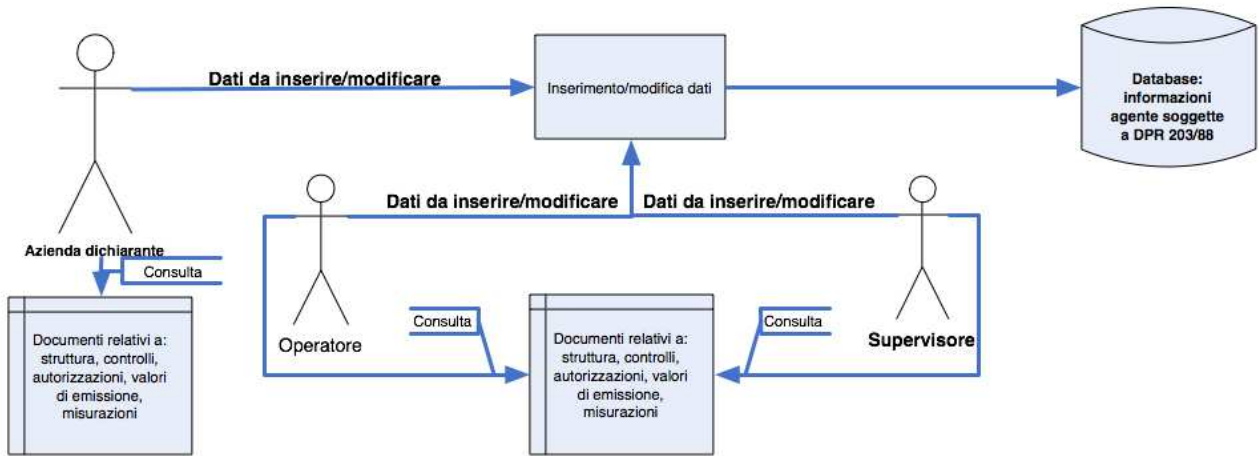 Dati da inserire/modificare
Inserimento/modifica dati
Database:
informazioni
agente soggette
a DPR 203/88
Dati da inserire/modificare
Dati da inserire/modificare
Azienda dichiarante
Consulta
Documenti relativi a:
struttura, controlli,
autorizzazioni, valori
di emissione,
misurazioni
Operatore
Consulta
Documenti relativi a:
struttura, controlli,
autorizzazioni, valori
di emissione,
misurazioni
Consulta
Supervisore